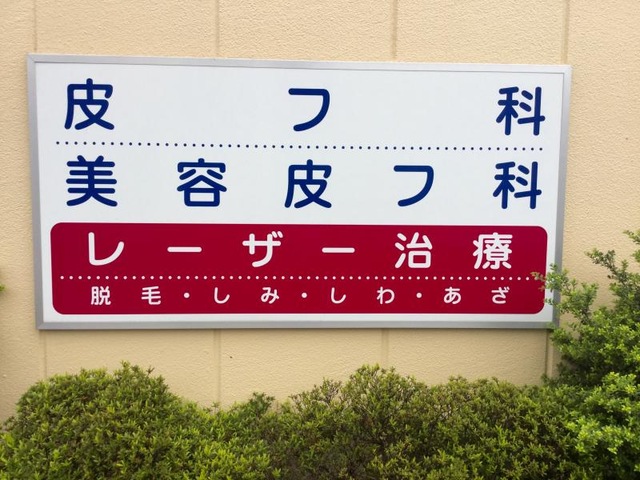 皮フ科
美容皮フ科
レーザー治療
脱毛・しみ・しわ・あざ